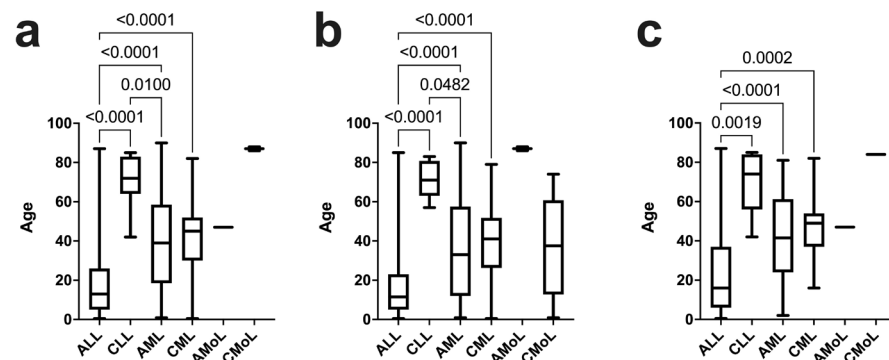 a
<0.0001
<0.0001
0.0100
<0.0001
100
80
60
40
20
0
Age
ALL
CLL
AML
CML
AMoL
CMoL
b
<0.0001
<0.0001
0.0482
<0.0001
100
80
60
40
20
0
Age
ALL
CLL
AML
CML
AMoL
CMoL
c
0.0002
<0.0001
0.0019
100
80
60
40
20
0
Age
ALL
CLL
AML
CML
AMoL
CMoL